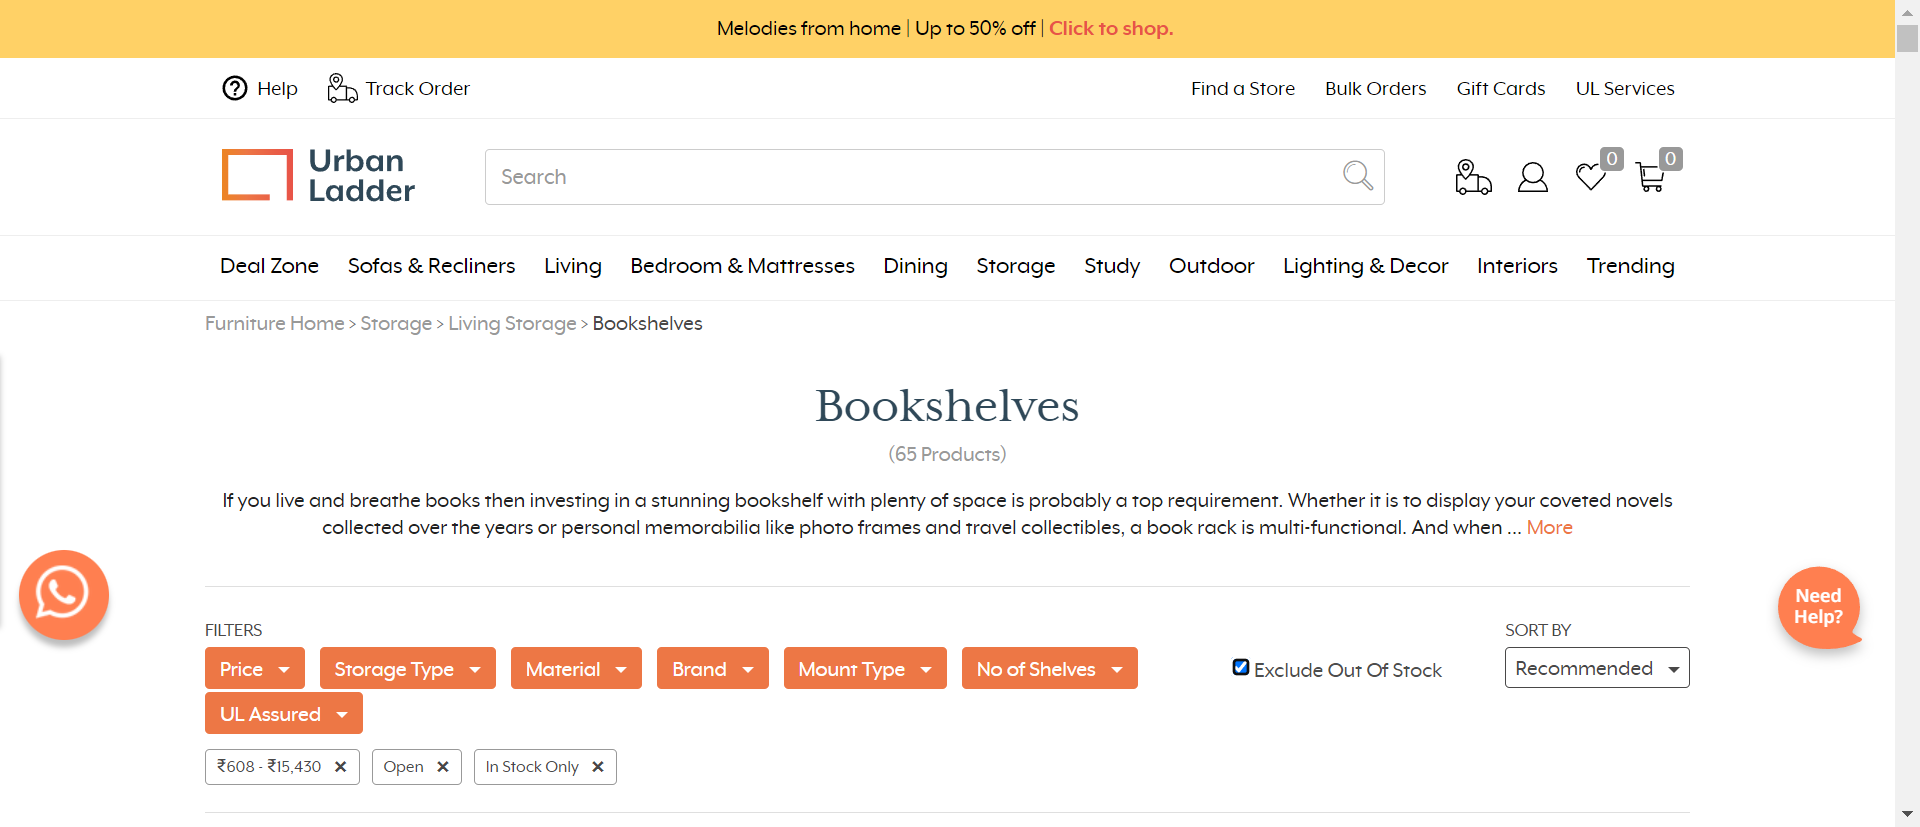 Melodies from home | Up to 50% off | Click to shop.
Help
Track Order
Find a Store
Bulk Orders
Gift Cards
UL Services
Urban
Ladder
Search
0
0
Deal Zone
Sofas & Recliners
Living
Bedroom & Mattresses
Dining
Storage
Study
Outdoor
Lighting & Decor
Interiors
Trending
Furniture Home > Storage > Living Storage > Bookshelves
Bookshelves
(65 Products)
If you live and breathe books then investing in a stunning bookshelf with plenty of space is probably a top requirement. Whether it is to display your coveted novels
collected over the years or personal memorabilia like photo frames and travel collectibles, a book rack is multi-functional. And when ... More
Need
Help?
FILTERS
SORT BY
Price
Storage Type
Material
Brand
Mount Type
No of Shelves
Exclude Out Of Stock
Recommended
UL Assured
₹608 - ₹15,430
Open
In Stock Only